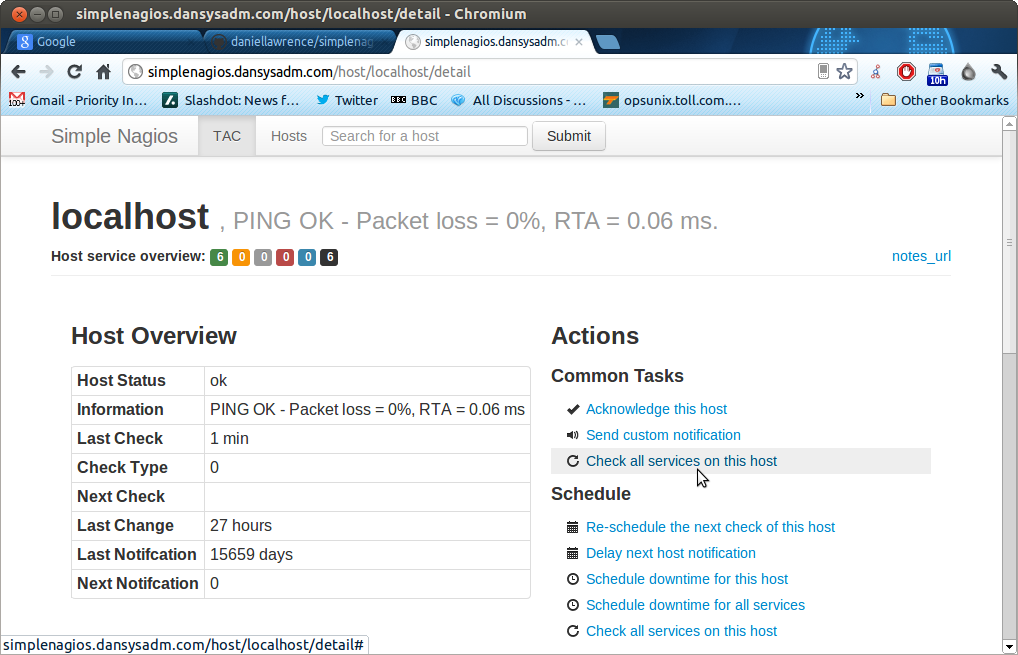 simplenagios.dansysadm.com/host/localhost/detail - Chromium
8 Google
daniellawrence/simplenag
simplenagios.dansysadm.c
simplenagios.dansysadm.com/host/localhost/detail
10h
100+ Gmail - Priority In...
Slashdot: News f...
Twitter
BBC BBC
All Discussions - ...
opsunix.toll.com....
»
Other Bookmarks
Simple Nagios TAC Hosts Search for a host Submit
localhost , PING OK - Packet loss = 0%, RTA = 0.06 ms.
Host service overview: 6 0 0 0 0 6
notes_url
Host Overview
Host Status ok
Information PING OK - Packet loss = 0%, RTA = 0.06 ms
Last Check 1 min
Check Type 0
Next Check
Last Change 27 hours
Last Notifcation 15659 days
Next Notifcation 0
Actions
Common Tasks
Acknowledge this host
Send custom notification
Check all services on this host
Schedule
Re-schedule the next check of this host
Delay next host notification
Schedule downtime for this host
Schedule downtime for all services
Check all services on this host
simplenagios.dansysadm.com/host/localhost/detail#